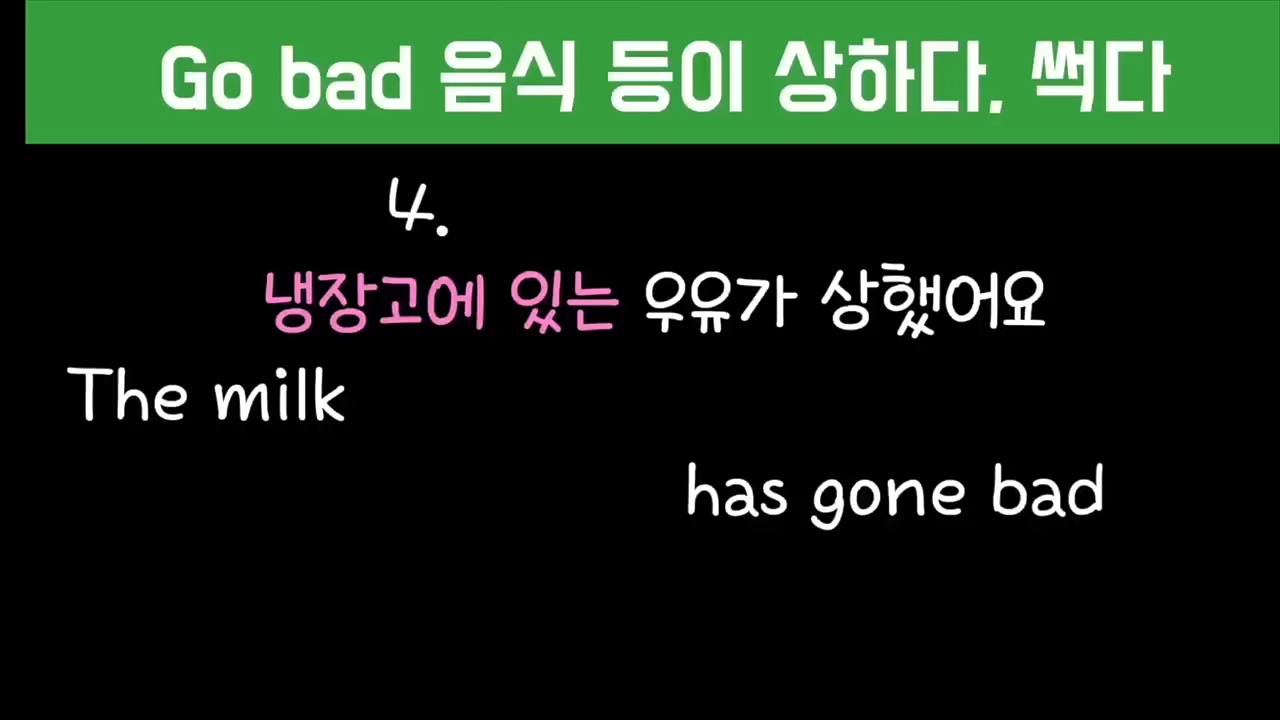 Go bad 음식 등이 상하다, 썩다
4.
냉장고에 있는 우유가 상했어요
The milk
has gone bad